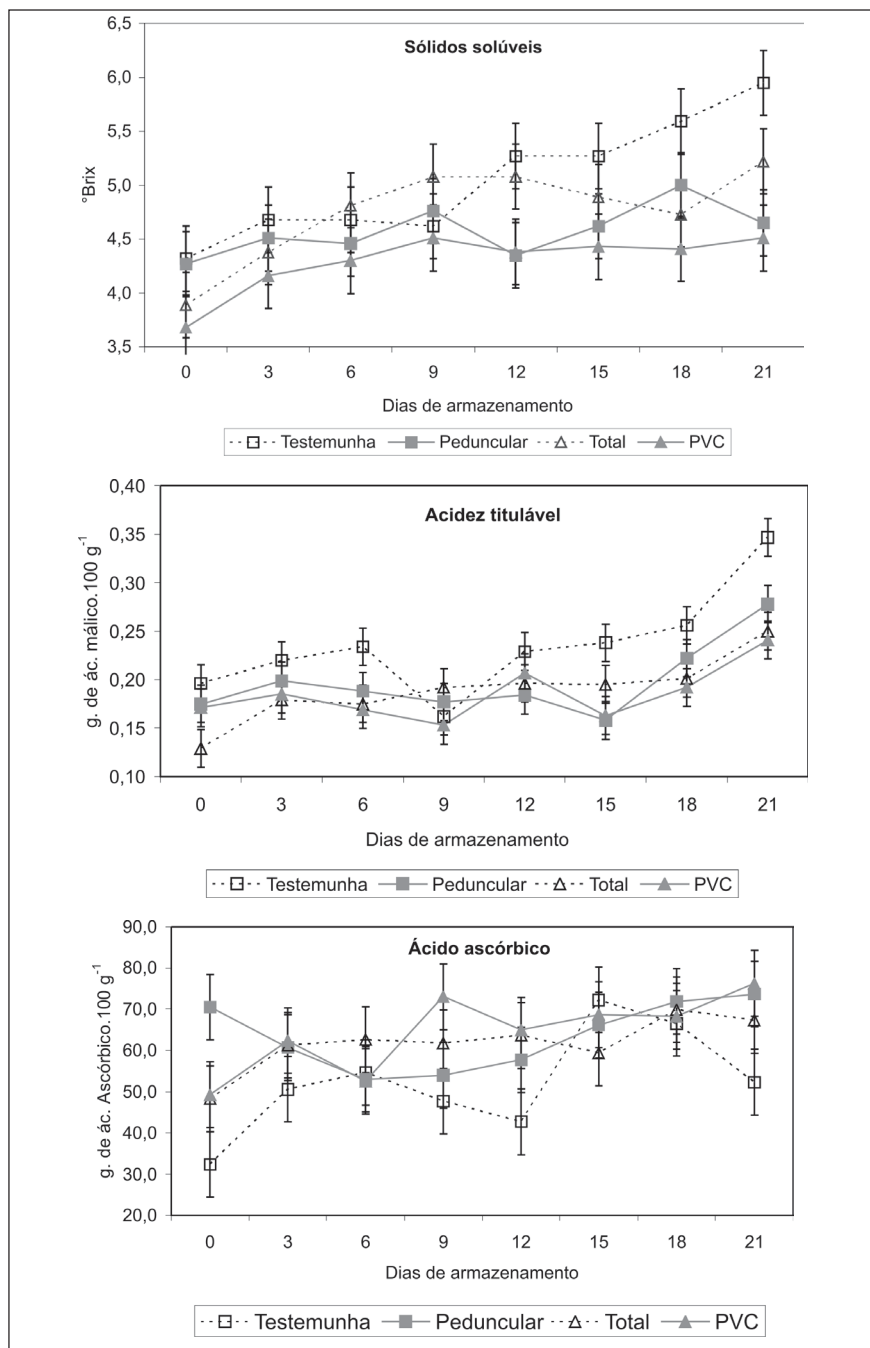 Sólidos solúveis
6,5
6,0
5,5
5,0
4,5
4,0
3,5
°Brix
0 3 6 9 12 15 18 21
Dias de armazenamento
Testemunha Peduncular Total PVC
Acidez titulável
0,40
0,35
0,30
0,25
0,20
0,15
0,10
g. de ác. málico.100 g-1
0 3 6 9 12 15 18 21
Dias de armazenamento
Testemunha Peduncular Total PVC
Ácido ascórbico
90,0
80,0
70,0
60,0
50,0
40,0
30,0
20,0
g. de ác. Ascórbico.100 g-1
0 3 6 9 12 15 18 21
Dias de armazenamento
Testemunha Peduncular Total PVC